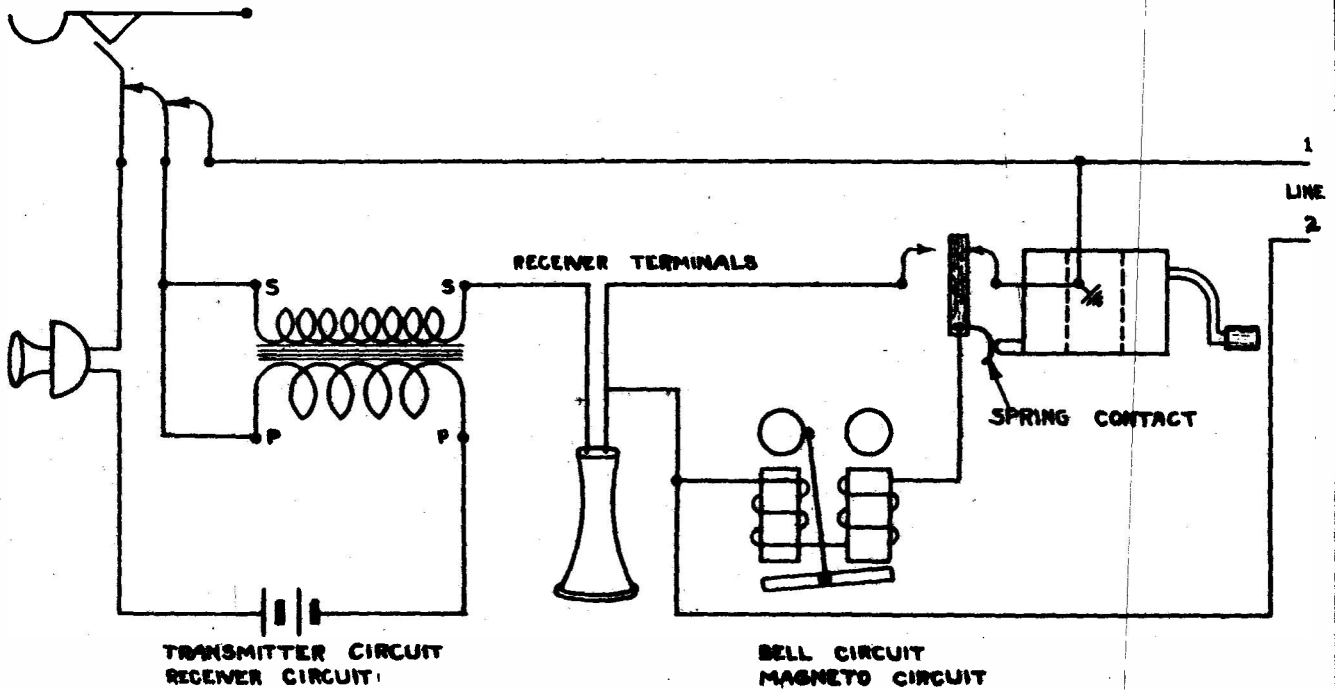 1
LINE
2
RECEIVER TERMINALS
S
S
SPRING CONTACT
P
P
TRANSMITTER CIRCUIT
RECEIVER CIRCUIT
BELL CIRCUIT
MAGNETO CIRCUIT